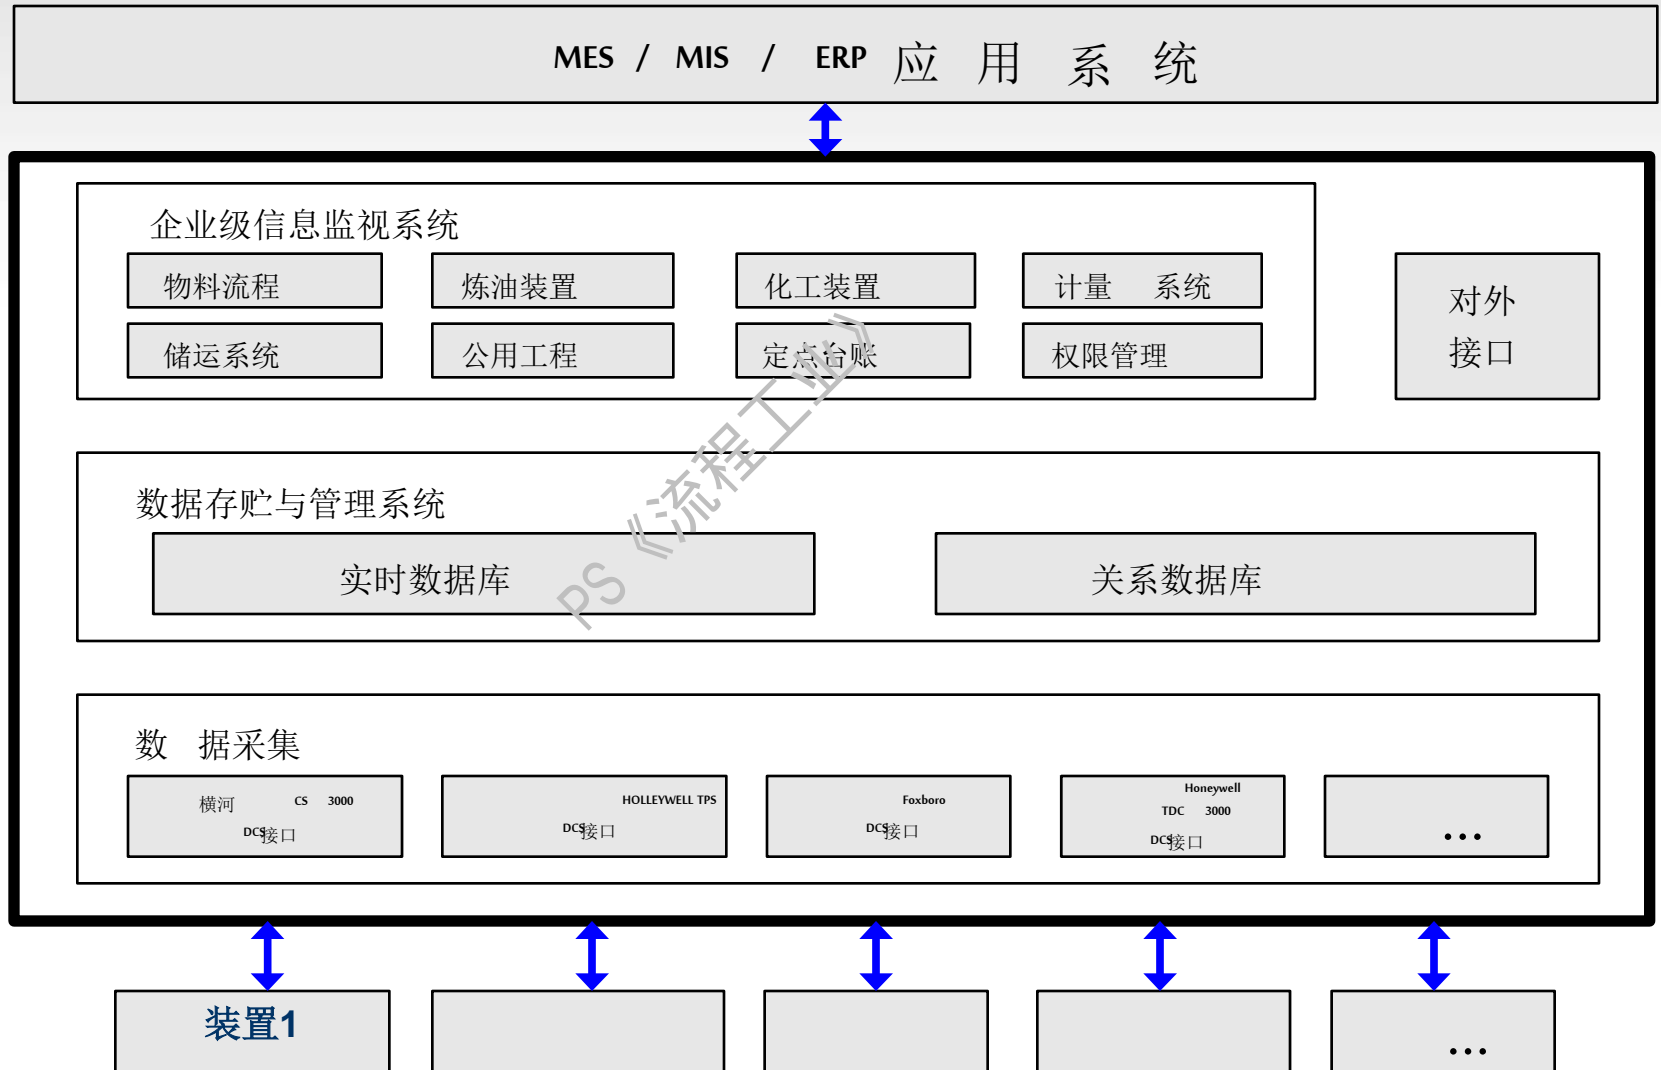 MES / MIS / ERP 应 用 系 统
企业级信息监视系统
物料流程
炼油装置
化工装置
计量 系统
储运系统
公用工程
定点台账
权限管理
对外
接口
数据存贮与管理系统
实时数据库
关系数据库
PS《流程工业》
数 据采集
横河 CS 3000
DCS接口
HOLLEYWELL TPS
DCS接口
Foxboro
DCS接口
Honeywell
TDC 3000
DCS接口
...
装置1
...